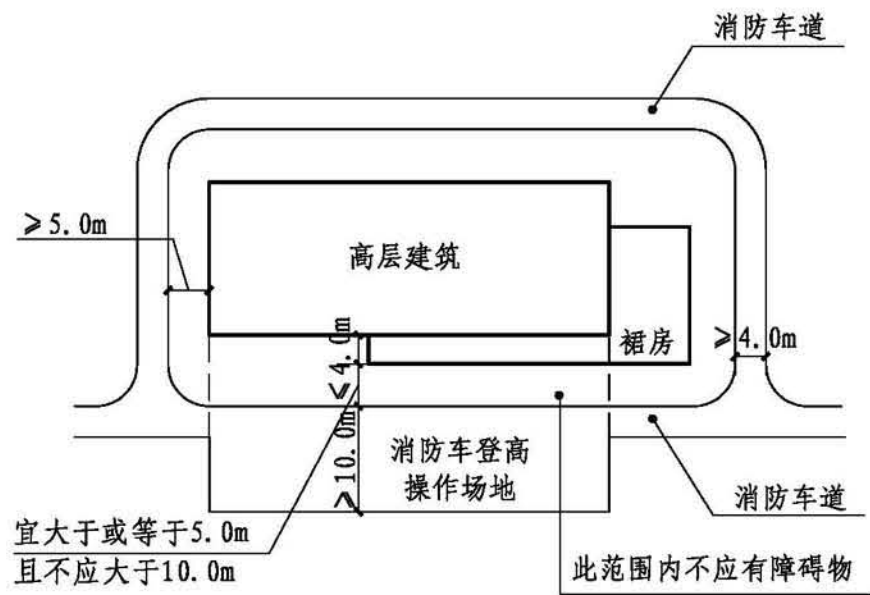 消防车道
≥5.0m
高层建筑
≤4.0m
裙房
≥4.0m
≥10.0m
消防车登高
操作场地
消防车道
宜大于或等于5.0m
且不应大于10.0m
此范围内不应有障碍物